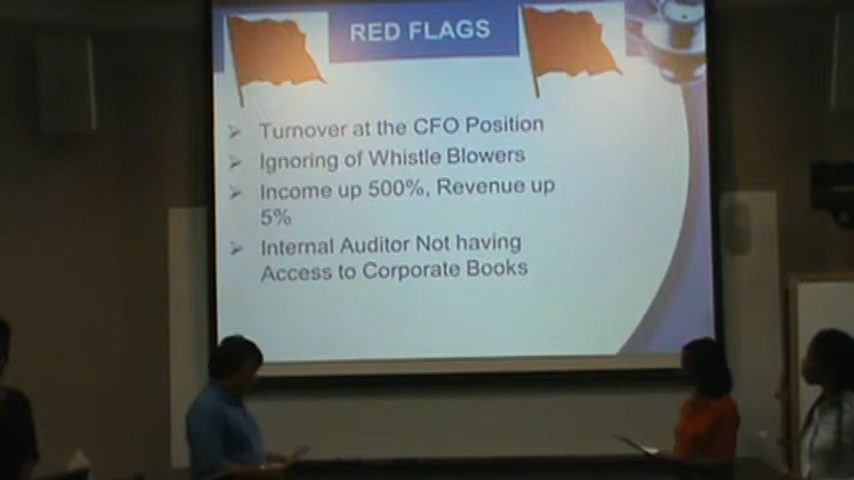 RED FLAGS
➢ Turnover at the CFO Position
➢ Ignoring of Whistle Blowers
➢ Income up 500%, Revenue up
5%
➢ Internal Auditor Not having
Access to Corporate Books